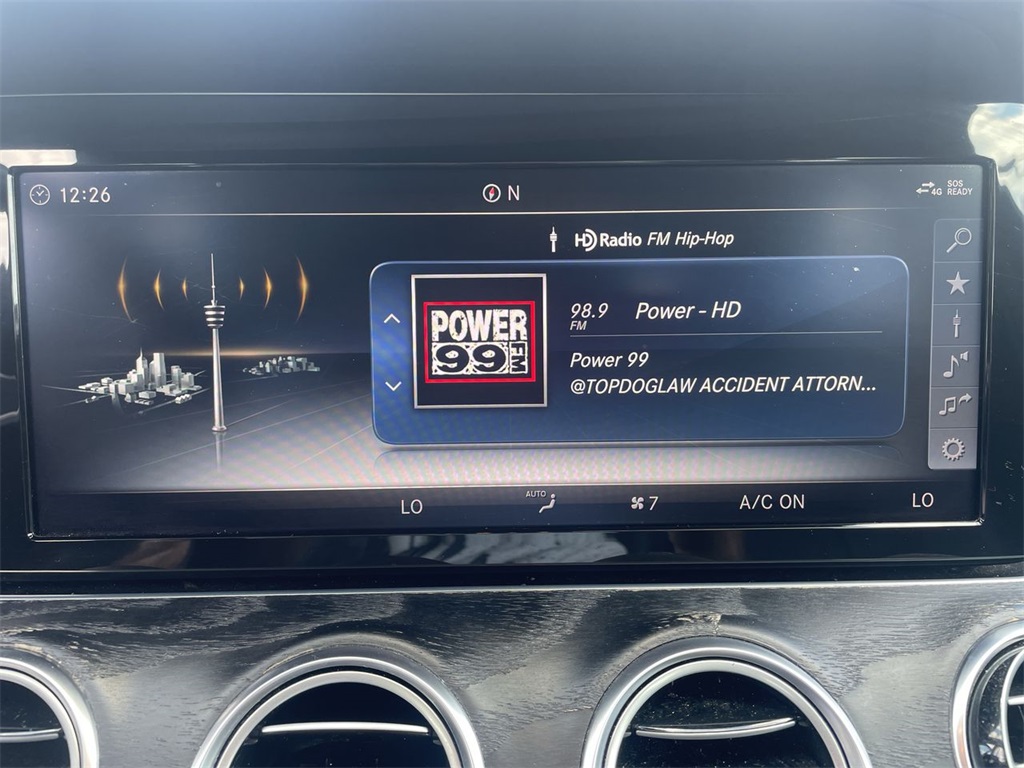 12:26
N
4G
SOS
READY
HD Radio FM Hip-Hop
POWER
99 FM
98.9
FM
Power - HD
Power 99
@TOPDOGLAW ACCIDENT ATTORN...
LO
AUTO
7
A/C ON
LO